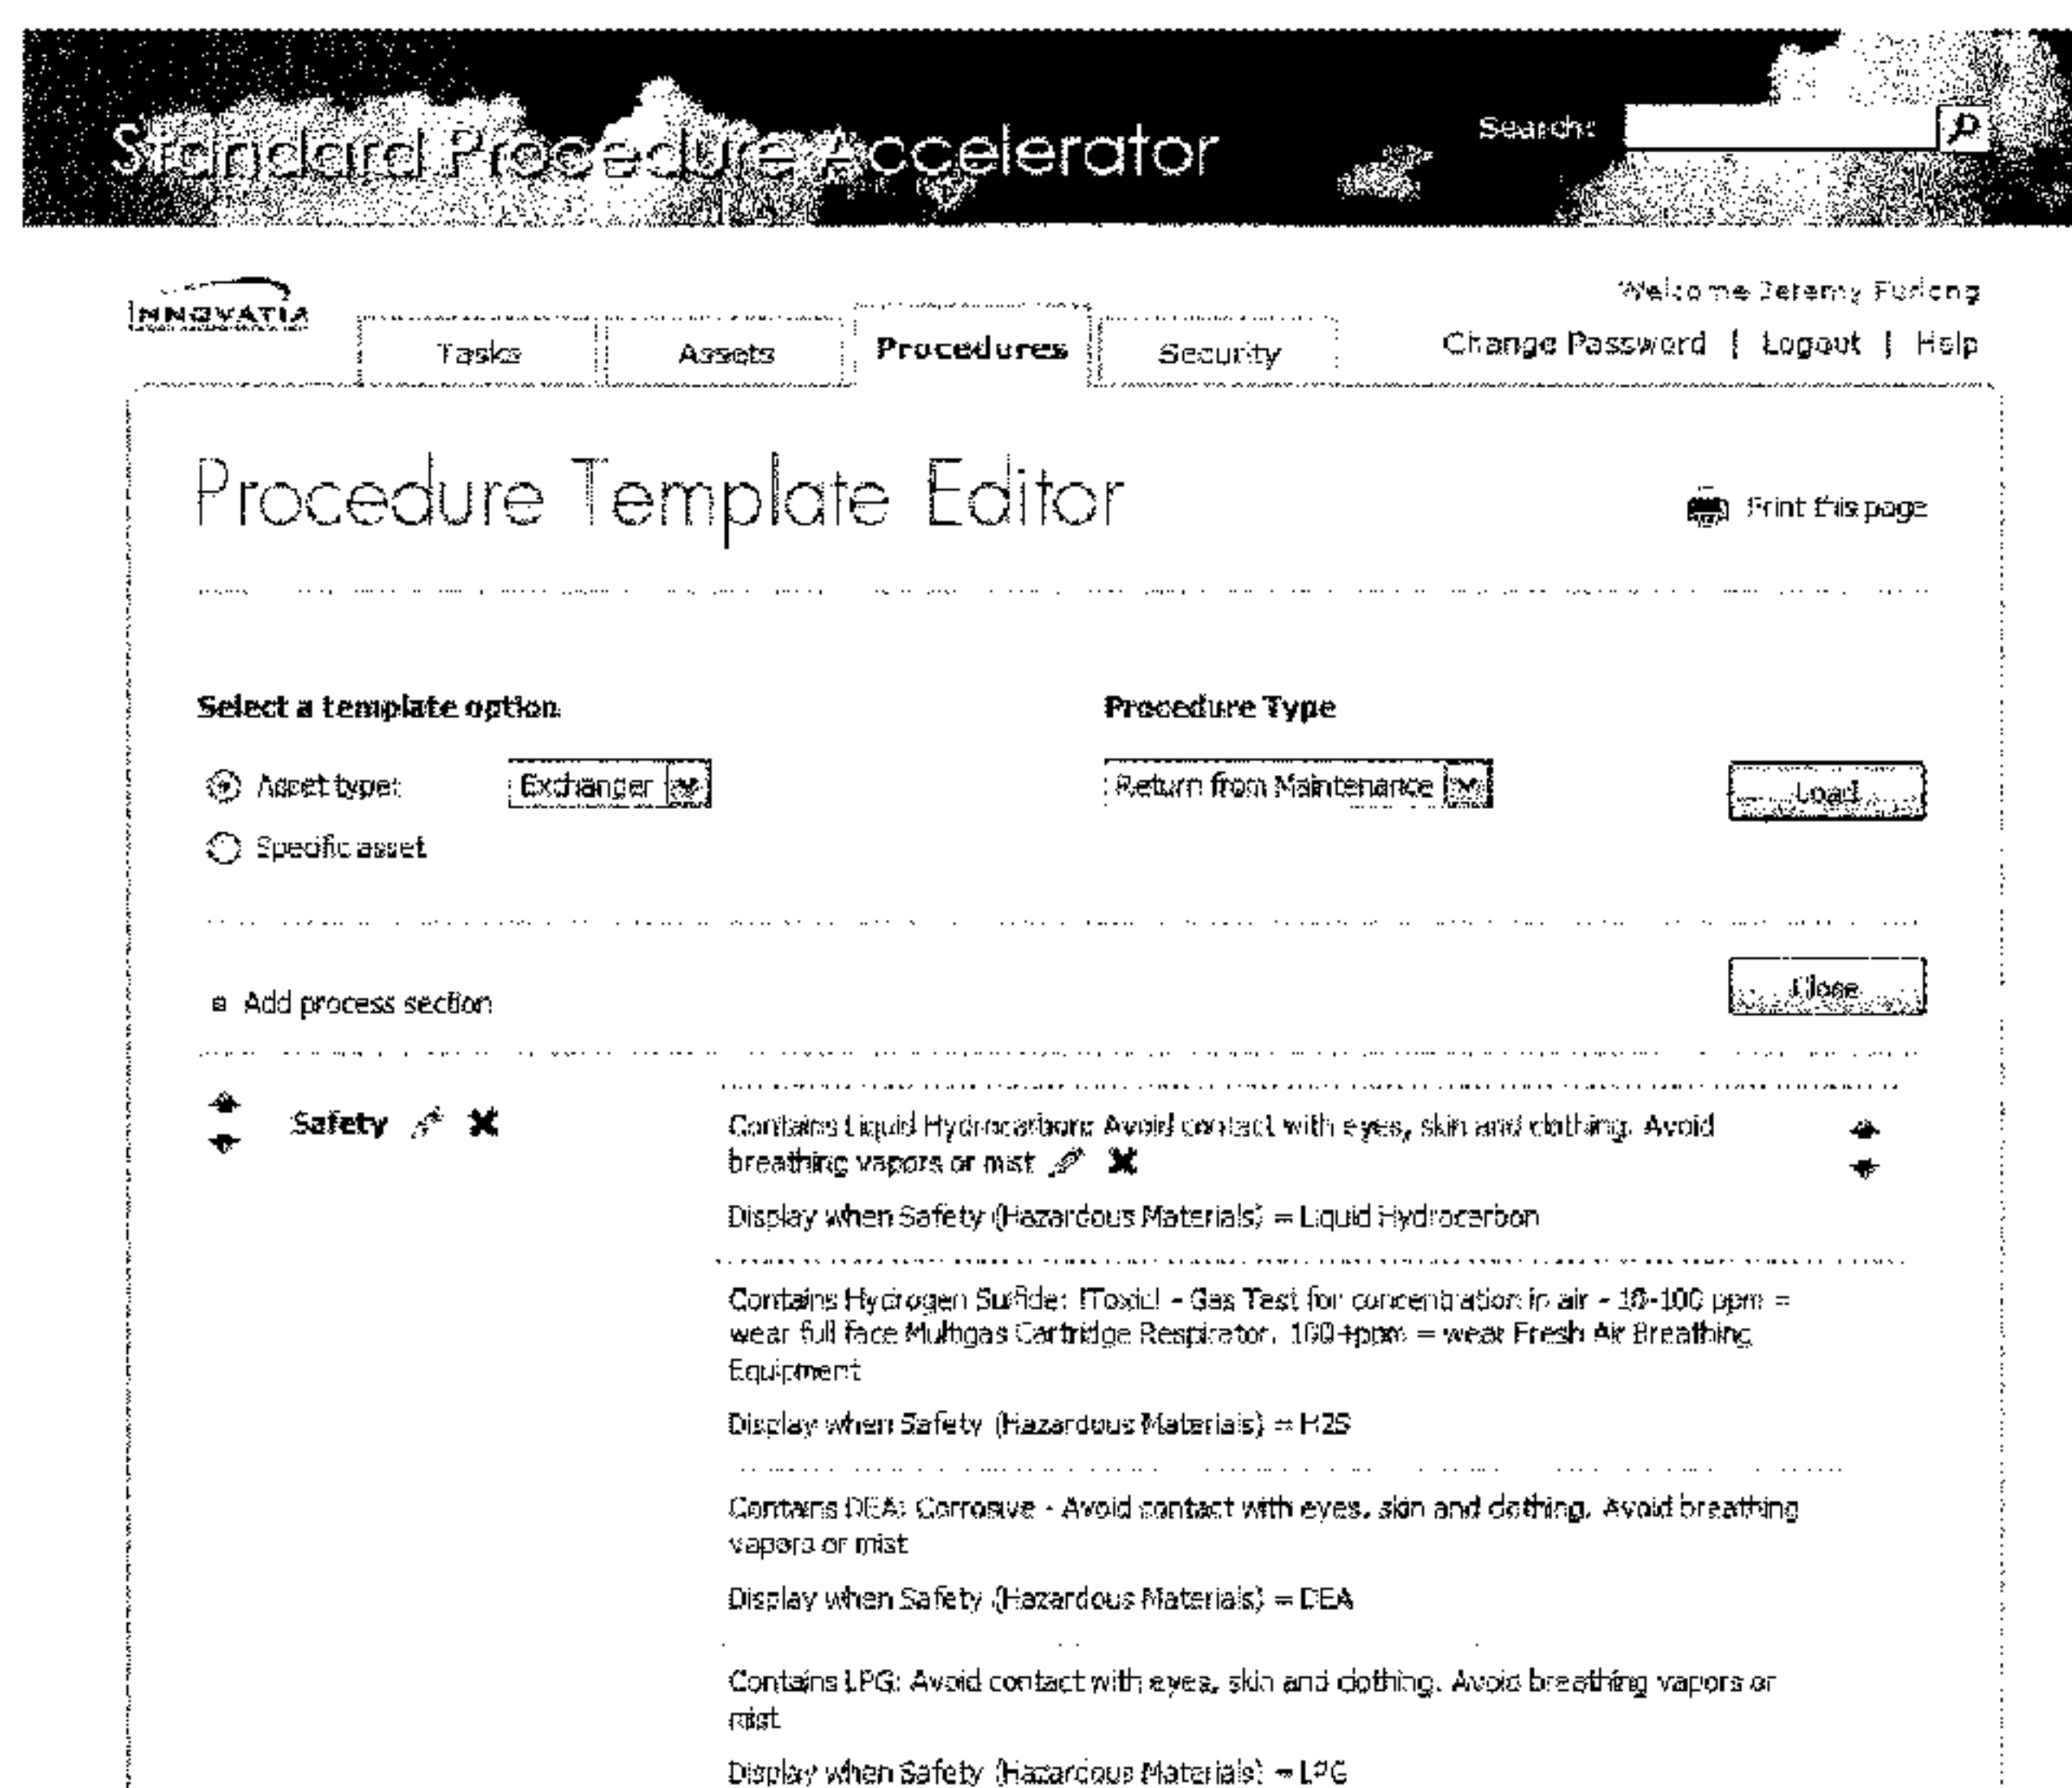 Standard Procedure Accelerator
Search:
INNOVATIA
Welcome Jeremy Furlong
Tasks
Assets
Procedures
Security
Change Password | Logout | Help
Procedure Template Editor
Print this page
Select a template option
Procedure Type
Asset type:
Exchanger
Return from Maintenance
Load
Specific asset
Add process section
Close
Safety
Contains Liquid Hydrocarbon: Avoid contact with eyes, skin and clothing. Avoid
breathing vapors or mist
Display when Safety (Hazardous Materials) = Liquid Hydrocarbon
Contains Hydrogen Sulfide: !Toxic! - Gas Test for concentration in air - 10-100 ppm =
wear full face Multigas Cartridge Respirator. 100+ppm = wear Fresh Air Breathing
Equipment
Display when Safety (Hazardous Materials) = H2S
Contains DEA: Corrosive - Avoid contact with eyes, skin and clothing. Avoid breathing
vapors or mist
Display when Safety (Hazardous Materials) = DEA
Contains LPG: Avoid contact with eyes, skin and clothing. Avoid breathing vapors or
mist
Display when Safety (Hazardous Materials) = LPG